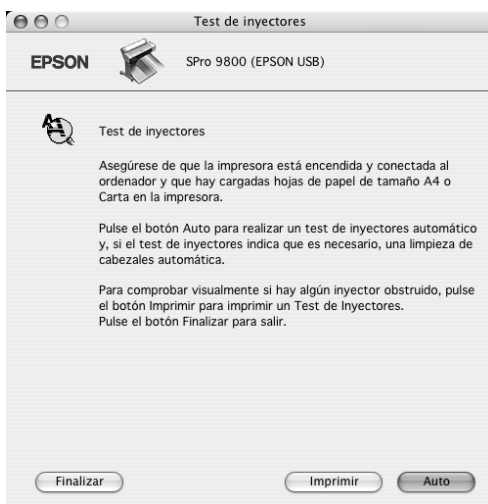 Test de inyectores
EPSON
SPro 9800 (EPSON USB)
Test de inyectores
Asegúrese de que la impresora está encendida y conectada al
ordenador y que hay cargadas hojas de papel de tamaño A4 o
Carta en la impresora.
Pulse el botón Auto para realizar un test de inyectores automático
y, si el test de inyectores indica que es necesario, una limpieza de
cabezales automática.
Para comprobar visualmente si hay algún inyector obstruido, pulse
el botón Imprimir para imprimir un Test de Inyectores.
Pulse el botón Finalizar para salir.
Finalizar
Imprimir
Auto